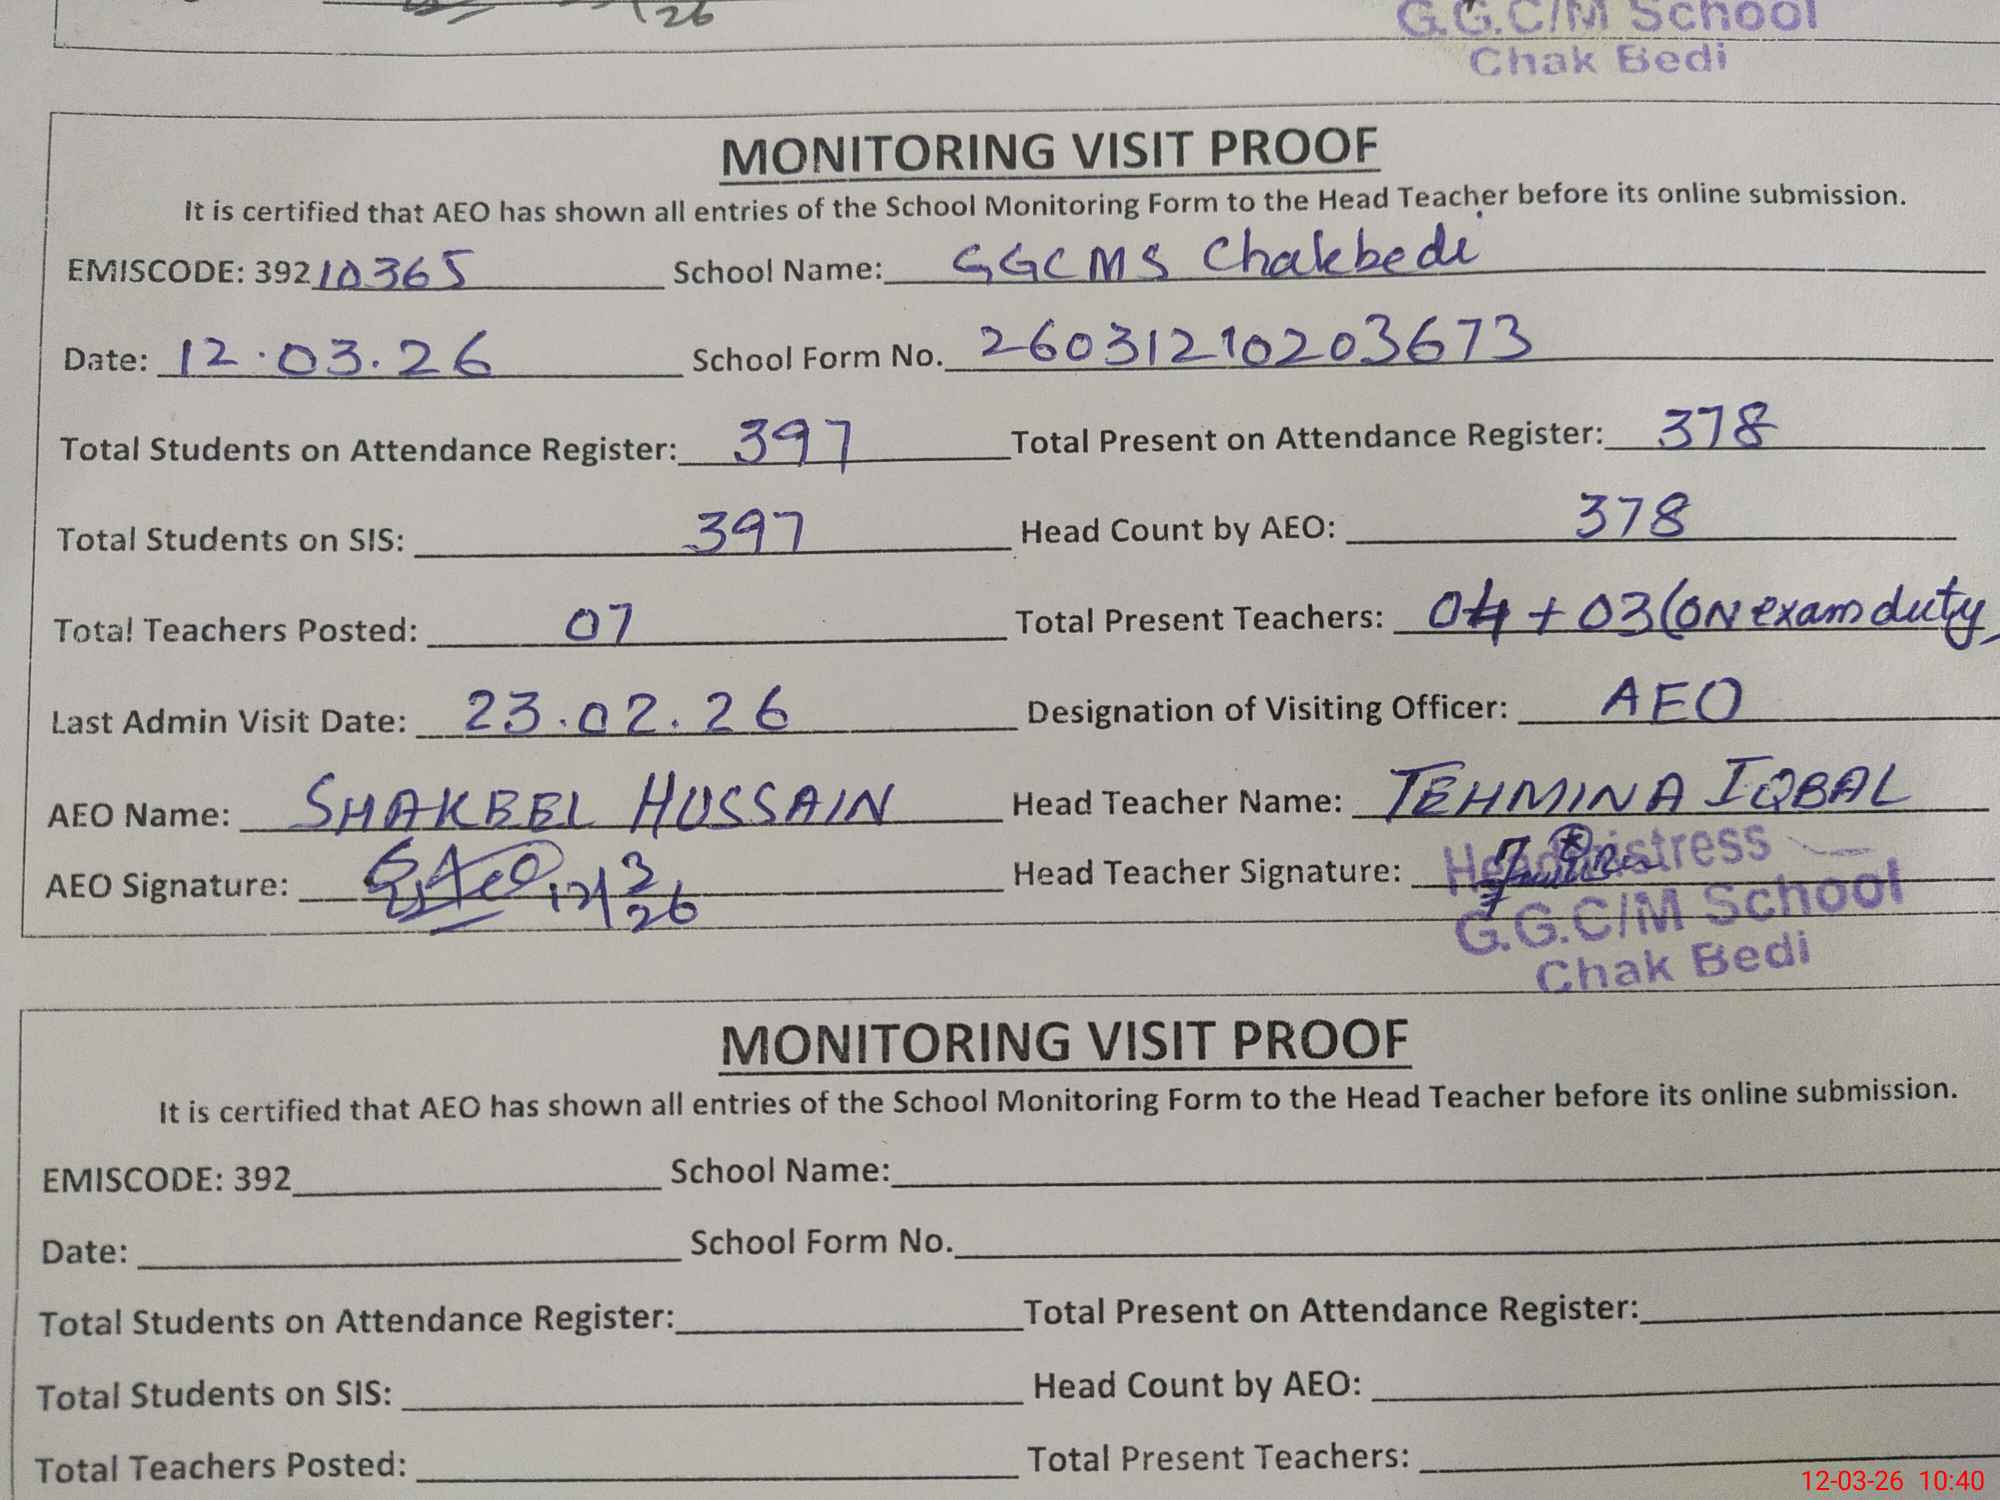 26
G.G.C/M School
Chak Bedi
MONITORING VISIT PROOF
It is certified that AEO has shown all entries of the School Monitoring Form to the Head Teacher before its online submission.
EMISCODE: 39210365 School Name: GGCMS Chakbedi
Date: 12.03.26 School Form No. 26031210203673
Total Students on Attendance Register: 397 Total Present on Attendance Register: 378
Total Students on SIS: 397 Head Count by AEO: 378
Total Teachers Posted: 07 Total Present Teachers: 04 + 03 (ON exam duty)
Last Admin Visit Date: 23.02.26 Designation of Visiting Officer: AEO
AEO Name: SHAKEEL HUSSAIN Head Teacher Name: TEHMINA IQBAL
AEO Signature: 12/3/26 Head Teacher Signature:
Headmistress
G.G.C/M School
Chak Bedi
MONITORING VISIT PROOF
It is certified that AEO has shown all entries of the School Monitoring Form to the Head Teacher before its online submission.
EMISCODE: 392 School Name:
Date: School Form No.
Total Students on Attendance Register: Total Present on Attendance Register:
Total Students on SIS: Head Count by AEO:
Total Teachers Posted: Total Present Teachers:
12-03-26 10:40